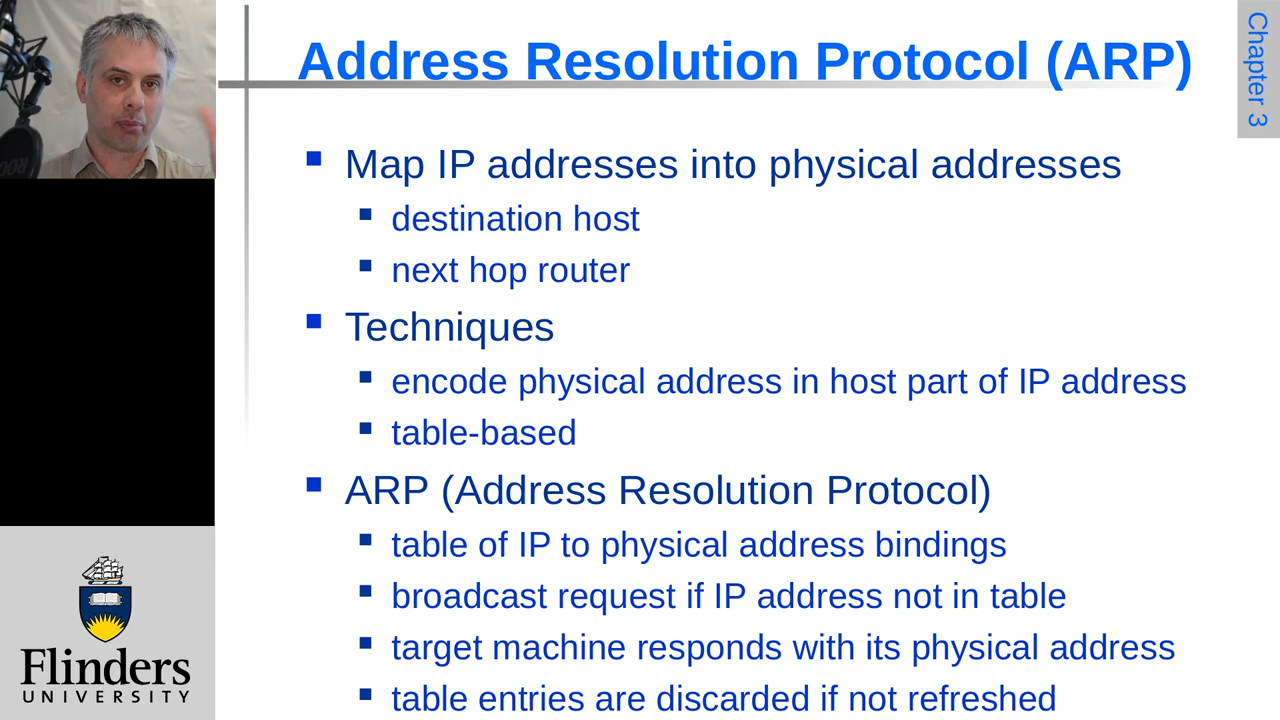 Address Resolution Protocol (ARP)
Chapter 3
Map IP addresses into physical addresses
destination host
next hop router
Techniques
encode physical address in host part of IP address
table-based
ARP (Address Resolution Protocol)
table of IP to physical address bindings
broadcast request if IP address not in table
target machine responds with its physical address
table entries are discarded if not refreshed
Flinders
UNIVERSITY